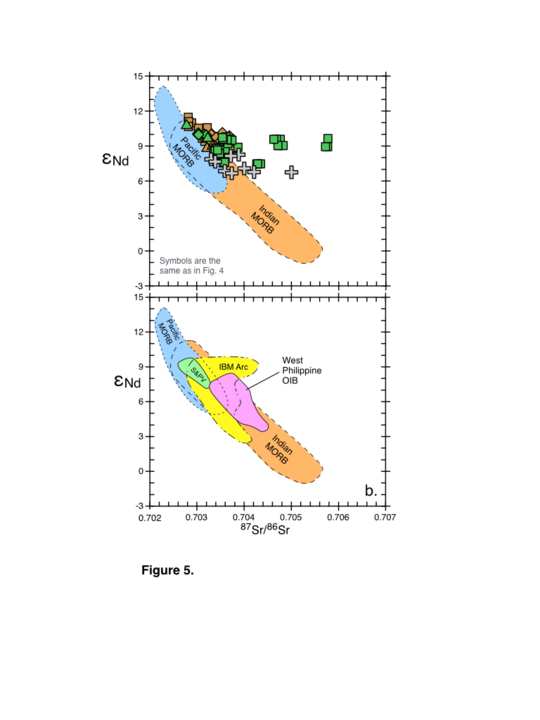 15
12
9
6
3
0
-3
εNd
Pacific
MORB
Indian
MORB
Symbols are the
same as in Fig. 4
15
12
9
6
3
0
-3
εNd
Pacific
MORB
S&PV
IBM Arc
West
Philippine
OIB
Indian
MORB
b.
0.702 0.703 0.704 0.705 0.706 0.707
87Sr/86Sr
Figure 5.